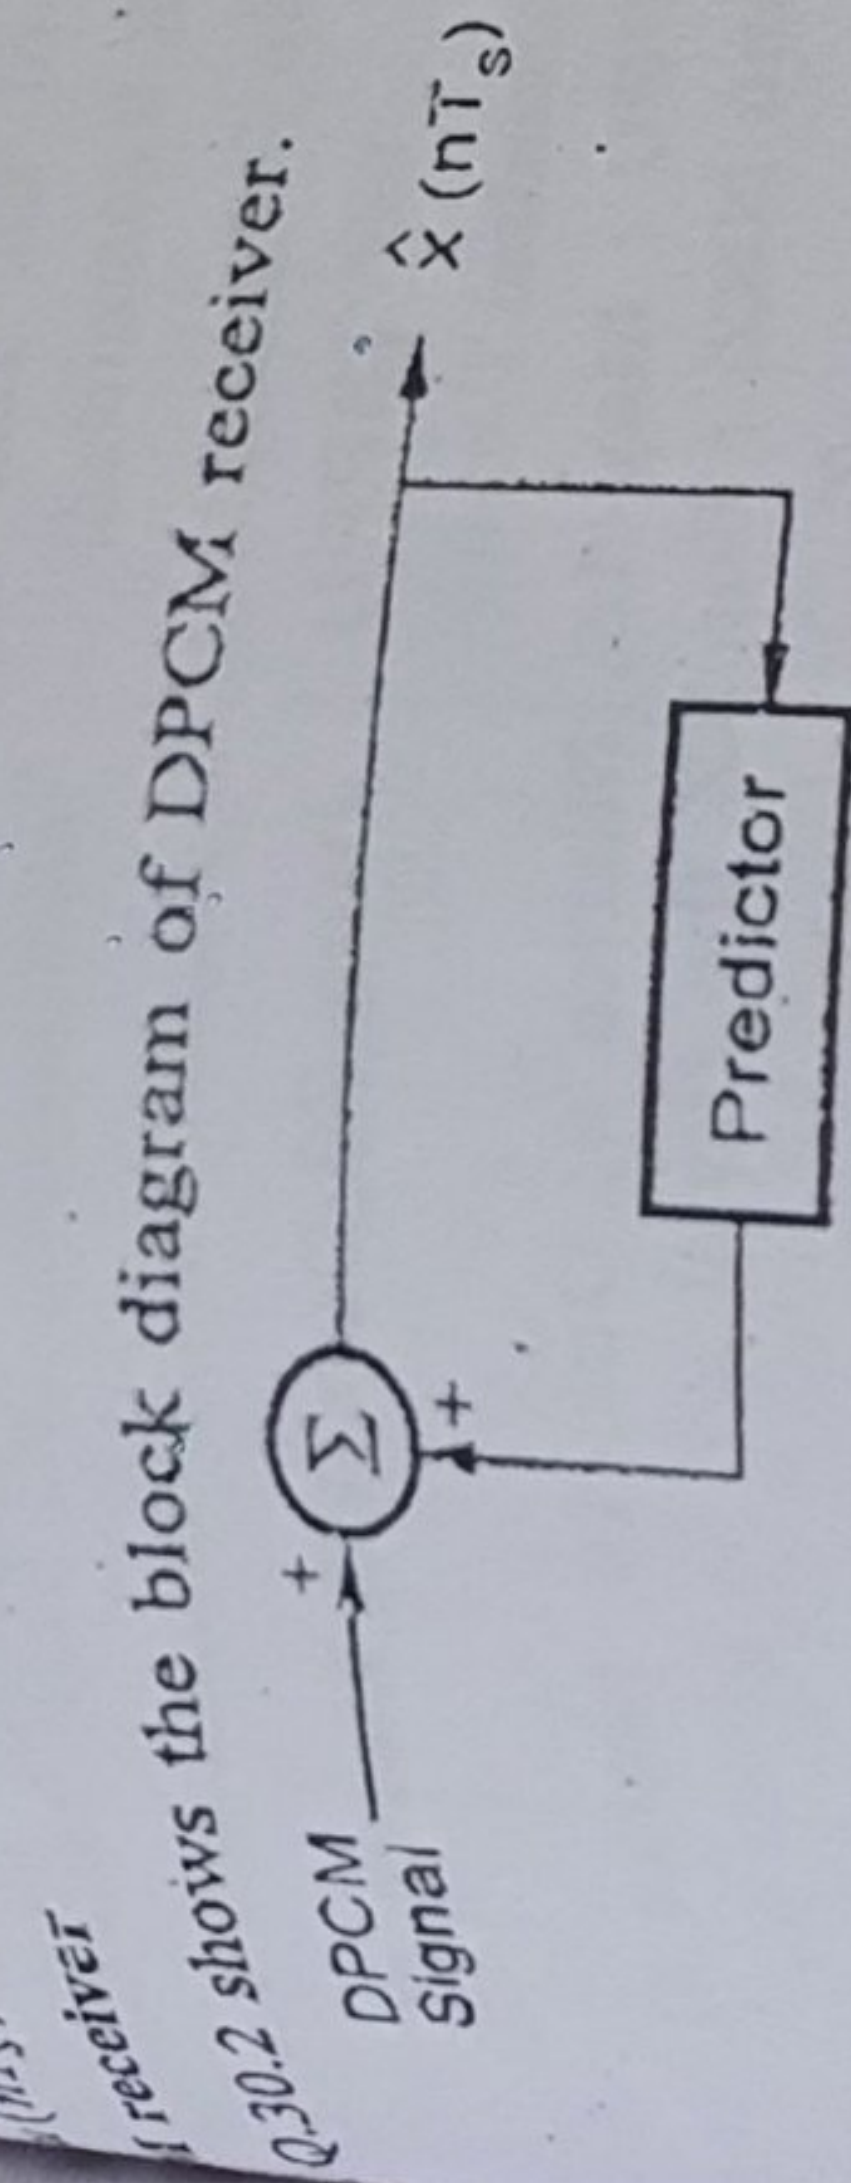 receiver
Q.30.2 shows the block diagram of DPCM receiver.
DPCM
Signal
+
Σ
+
x̂ (nTs)
Predictor